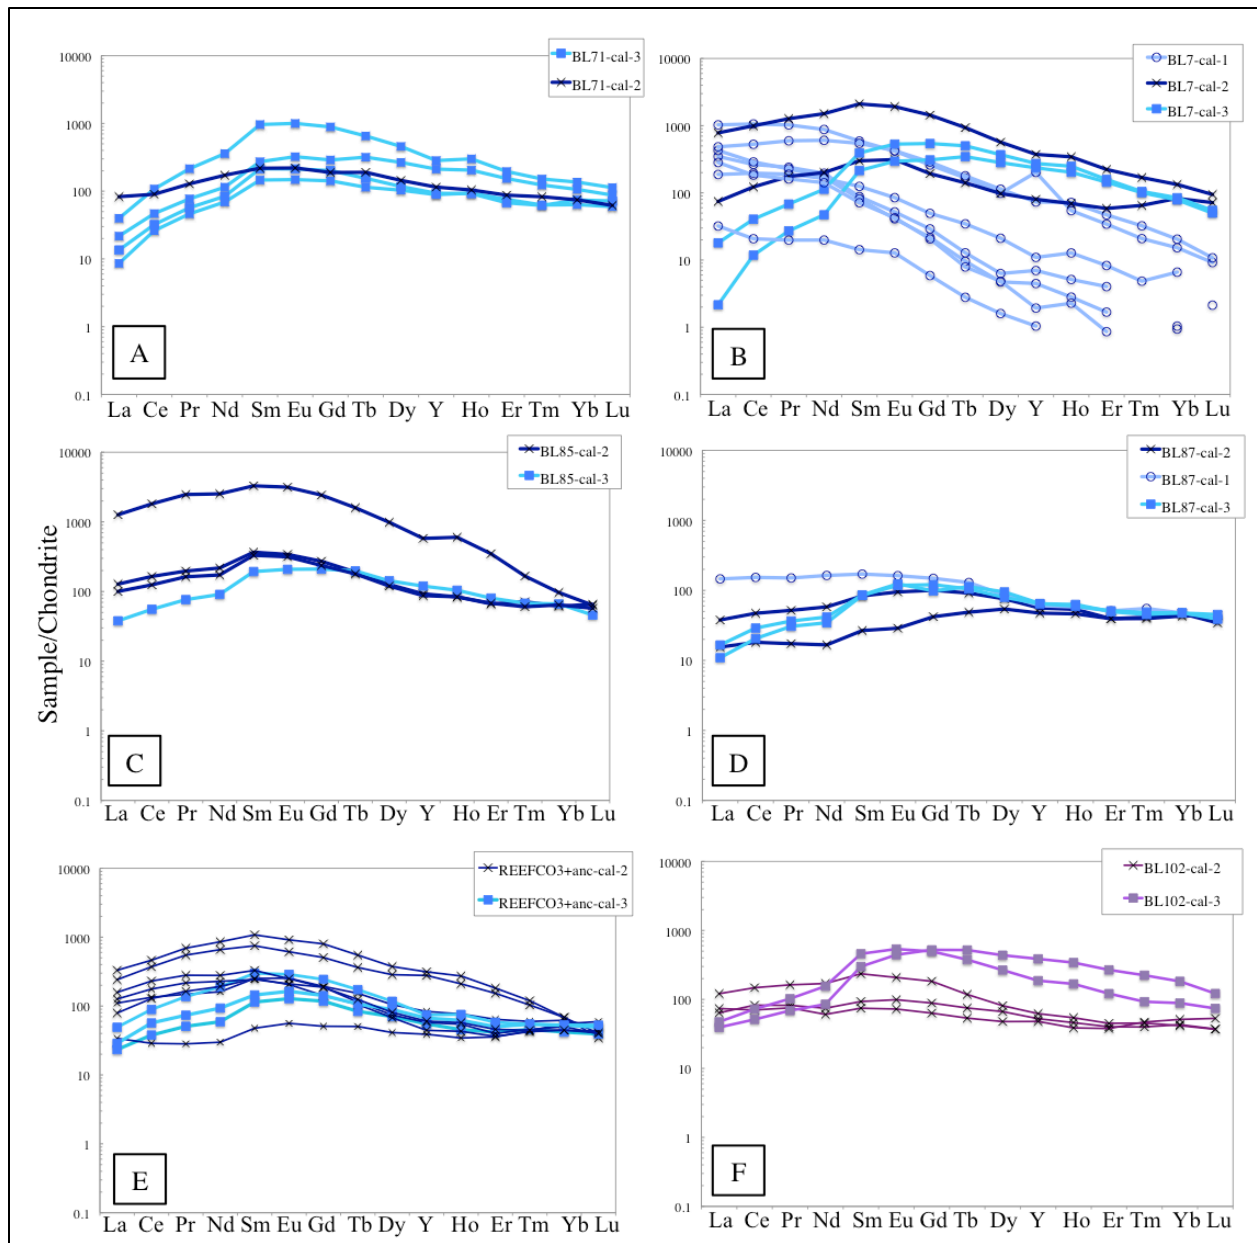 BL71-cal-3
BL71-cal-2
10000
1000
100
10
1
0.1
A
La Ce Pr Nd Sm Eu Gd Tb Dy Y Ho Er Tm Yb Lu
BL7-cal-1
BL7-cal-2
BL7-cal-3
10000
1000
100
10
1
0.1
B
La Ce Pr Nd Sm Eu Gd Tb Dy Y Ho Er Tm Yb Lu
Sample/Chondrite
BL85-cal-2
BL85-cal-3
10000
1000
100
10
1
0.1
C
La Ce Pr Nd Sm Eu Gd Tb Dy Y Ho Er Tm Yb Lu
BL87-cal-2
BL87-cal-1
BL87-cal-3
10000
1000
100
10
1
0.1
D
La Ce Pr Nd Sm Eu Gd Tb Dy Y Ho Er Tm Yb Lu
REEFCO3+anc-cal-2
REEFCO3+anc-cal-3
10000
1000
100
10
1
0.1
E
La Ce Pr Nd Sm Eu Gd Tb Dy Y Ho Er Tm Yb Lu
BL102-cal-2
BL102-cal-3
10000
1000
100
10
1
0.1
F
La Ce Pr Nd Sm Eu Gd Tb Dy Y Ho Er Tm Yb Lu